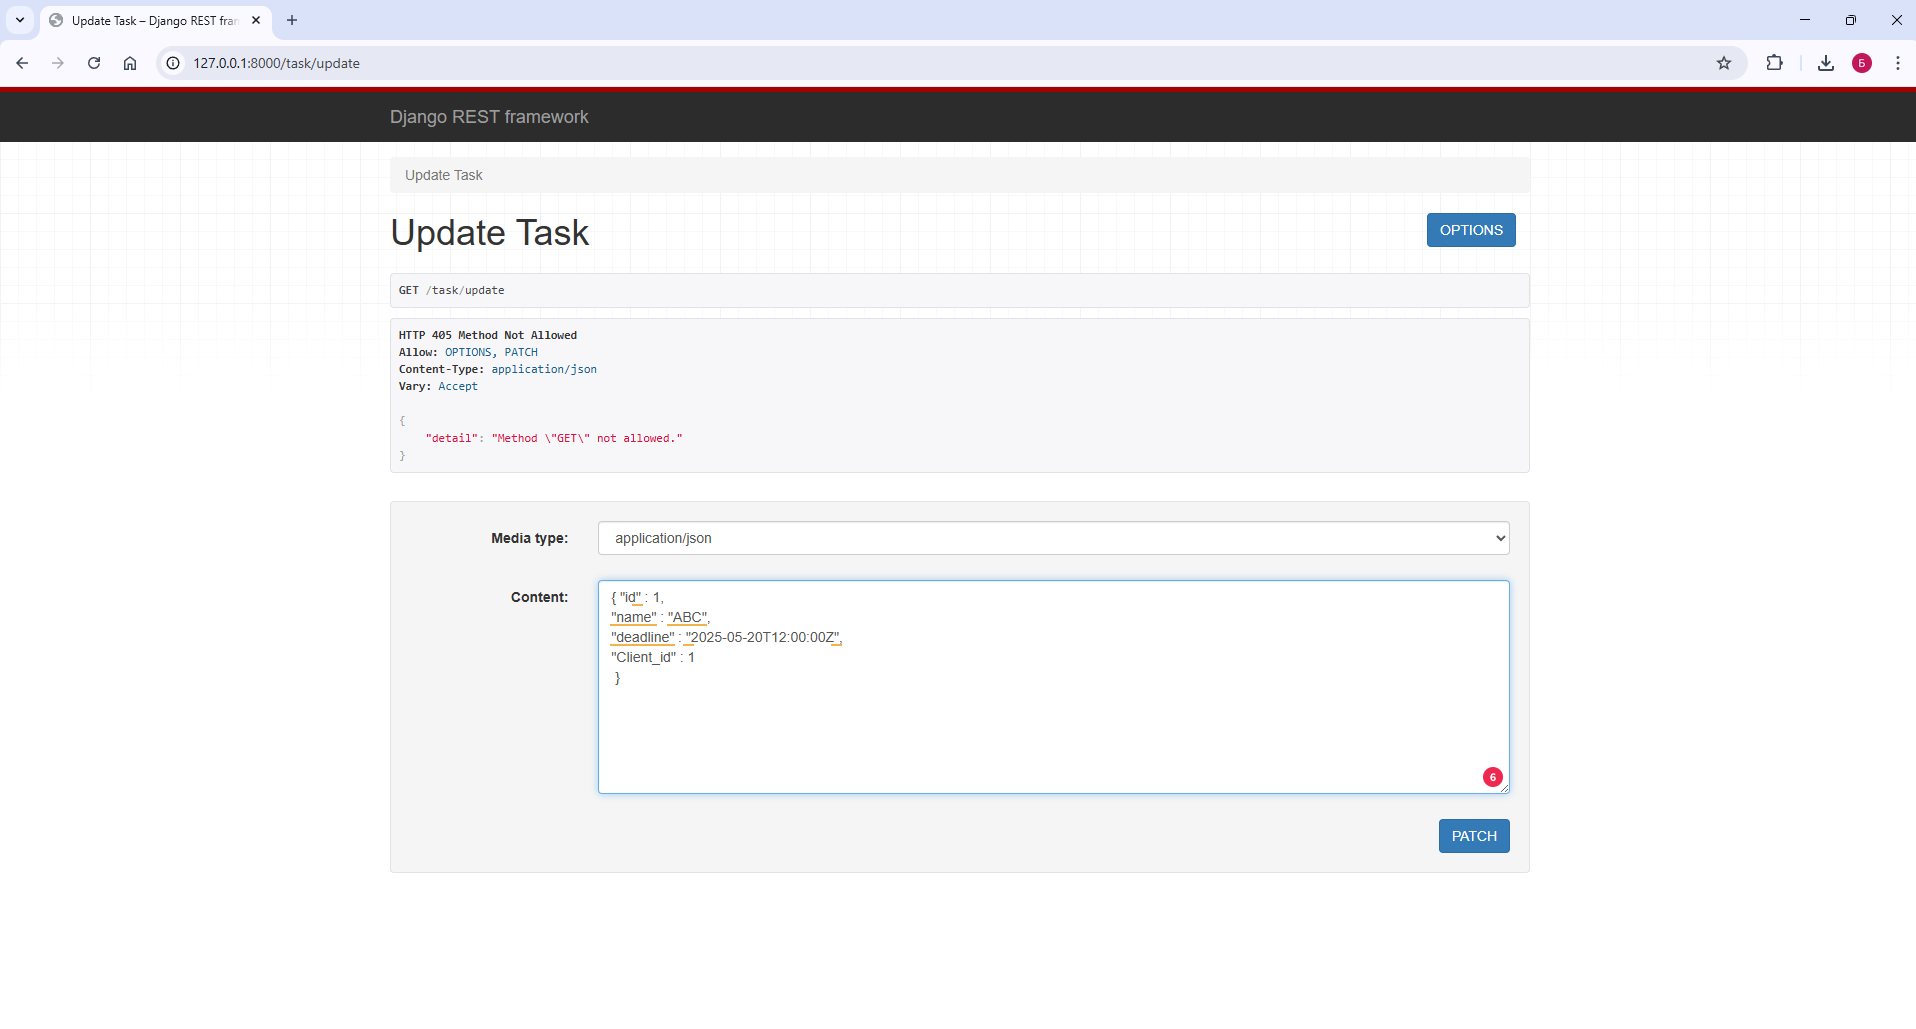 Update Task – Django REST fran
127.0.0.1:8000/task/update
5
Django REST framework
Update Task
Update Task
OPTIONS
GET /task/update
HTTP 405 Method Not Allowed
Allow: OPTIONS, PATCH
Content-Type: application/json
Vary: Accept
{
"detail": "Method \"GET\" not allowed."
}
Media type:
application/json
Content:
{ "id" : 1,
"name" : "ABC",
"deadline" : "2025-05-20T12:00:00Z",
"Client_id" : 1
}
6
PATCH